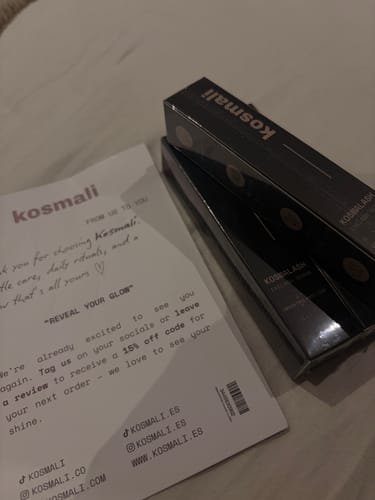 kosmali
FROM US TO YOU
you for choosing Kosmali.
care, daily rituals, and a
that's all yours ♡
"REVEAL YOUR GLOW"
We're already excited to see you
again. Tag us on your socials or leave
a review to receive a 15% off code for
your next order - we love to see your
shine.
KOSMALI
KOSMALI.CO
KOSMALI.COM
KOSMALI.ES
KOSMALI.ES
WWW.KOSMALI.ES
kosmali
KOSMALASH
KOSMALASH